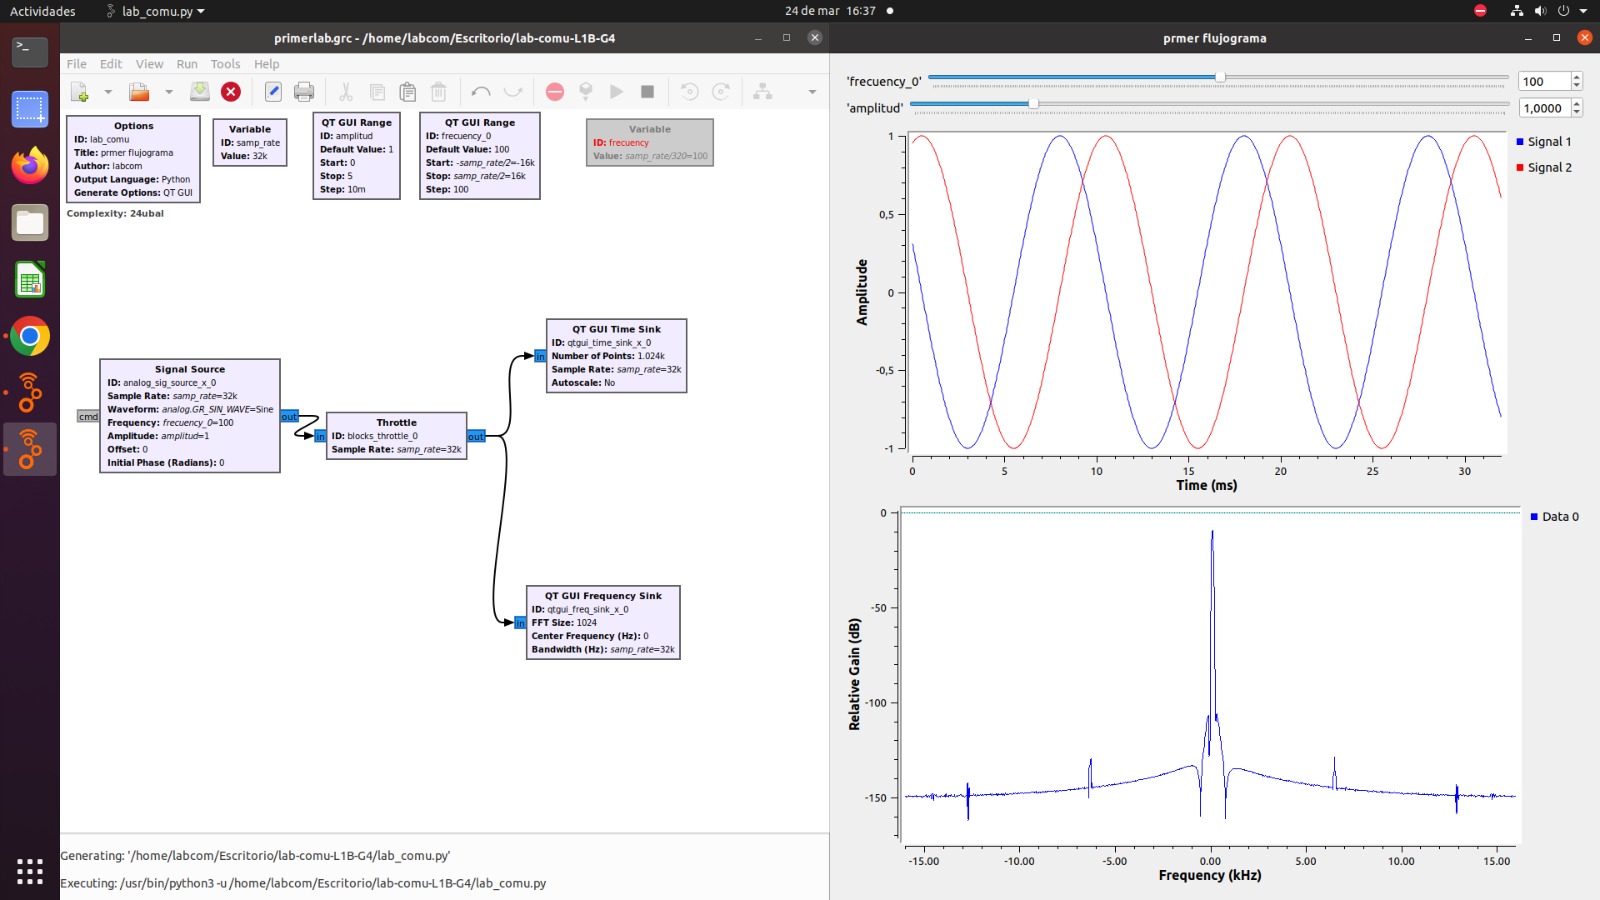 Actividades
lab_comu.py
24 de mar 16:37
primerlab.grc - /home/labcom/Escritorio/lab-comu-L1B-G4
File Edit View Run Tools Help
Options
ID: lab_comu
Title: prmer flujograma
Author: labcom
Output Language: Python
Generate Options: QT GUI
Complexity: 24ubal
Variable
ID: samp_rate
Value: 32k
QT GUI Range
ID: amplitud
Default Value: 1
Start: 0
Stop: 5
Step: 10m
QT GUI Range
ID: frecuency_0
Default Value: 100
Start: -samp_rate/2=-16k
Stop: samp_rate/2=16k
Step: 100
Variable
ID: frecuency
Value: samp_rate/320=100
Signal Source
ID: analog_sig_source_x_0
Sample Rate: samp_rate=32k
Waveform: analog.GR_SIN_WAVE=Sine
Frequency: frecuency_0=100
Amplitude: amplitud=1
Offset: 0
Initial Phase (Radians): 0
cmd
out
in
Throttle
ID: blocks_throttle_0
Sample Rate: samp_rate=32k
out
in
QT GUI Time Sink
ID: qtgui_time_sink_x_0
Number of Points: 1.024k
Sample Rate: samp_rate=32k
Autoscale: No
in
QT GUI Frequency Sink
ID: qtgui_freq_sink_x_0
FFT Size: 1024
Center Frequency (Hz): 0
Bandwidth (Hz): samp_rate=32k
Generating: '/home/labcom/Escritorio/lab-comu-L1B-G4/lab_comu.py'
Executing: /usr/bin/python3 -u /home/labcom/Escritorio/lab-comu-L1B-G4/lab_comu.py
prmer flujograma
'frecuency_0'
100
'amplitud'
1,0000
1
0,5
0
-0,5
-1
Amplitude
0 5 10 15 20 25 30
Time (ms)
Signal 1
Signal 2
0
-50
-100
-150
Relative Gain (dB)
-15.00 -10.00 -5.00 0.00 5.00 10.00 15.00
Frequency (kHz)
Data 0